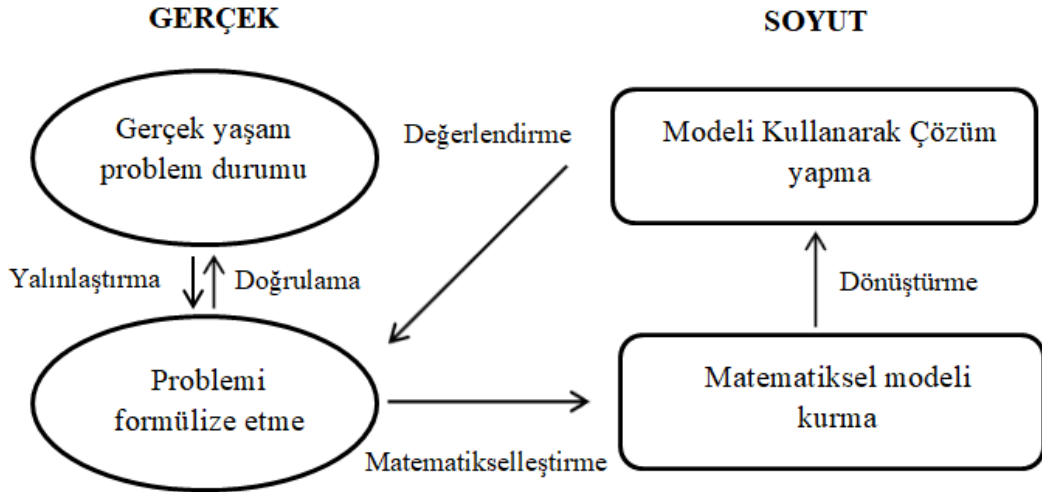 GERÇEK
SOYUT
Gerçek yaşam
problem durumu
Değerlendirme
Modeli Kullanarak Çözüm
yapma
Yalınlaştırma
Doğrulama
Dönüştürme
Problemi
formülize etme
Matematikselleştirme
Matematiksel modeli
kurma